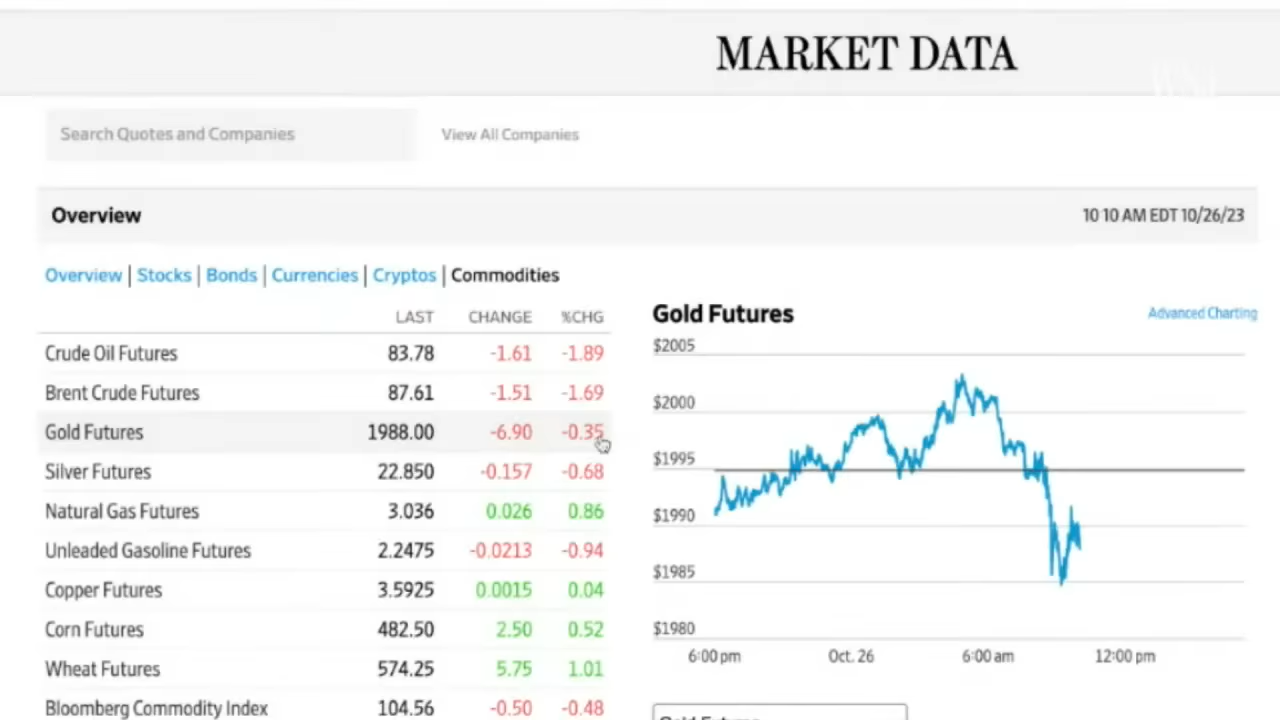 MARKET DATA
WSJ
Search Quotes and Companies
View All Companies
Overview
10 10 AM EDT 10/26/23
Overview | Stocks | Bonds | Currencies | Cryptos | Commodities
LAST CHANGE %CHG
Crude Oil Futures 83.78 -1.61 -1.89
Brent Crude Futures 87.61 -1.51 -1.69
Gold Futures 1988.00 -6.90 -0.35
Silver Futures 22.850 -0.157 -0.68
Natural Gas Futures 3.036 0.026 0.86
Unleaded Gasoline Futures 2.2475 -0.0213 -0.94
Copper Futures 3.5925 0.0015 0.04
Corn Futures 482.50 2.50 0.52
Wheat Futures 574.25 5.75 1.01
Bloomberg Commodity Index 104.56 -0.50 -0.48
Gold Futures
Advanced Charting
$2005
$2000
$1995
$1990
$1985
$1980
6:00 pm Oct. 26 6:00 am 12:00 pm
Gold Futures